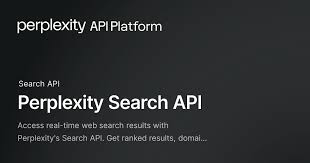 perplexity API Platform
Search API
Perplexity Search API
Access real-time web search results with
Perplexity's Search API. Get ranked results, domai...